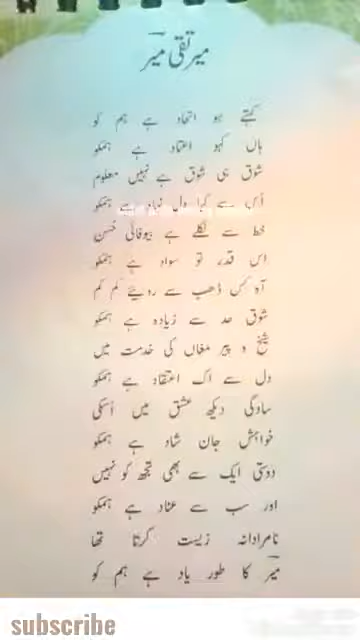 میر تقی میر
کہتے ہو اتحاد ہے ہم کو
ہاں کہو اعتماد ہے ہمکو
شوق ہی شوق ہے نہیں معلوم
اس سے کیا دل نہاد ہے ہمکو
خط سے نکلے ہے بیوفائی حسن
اس قدر تو سواد ہے ہمکو
آہ کس ڈھب سے روئیے کم کم
شوق حد سے زیادہ ہے ہمکو
شیخ و پیر مغاں کی خدمت میں
دل سے اک اعتقاد ہے ہمکو
سادگی دیکھ عشق میں اسکی
خواہش جان شاد ہے ہمکو
دوستی ایک سے بھی تجھ کو نہیں
اور سب سے عناد ہے ہمکو
نامرادانہ زیست کرتا تھا
میر کا طور یاد ہے ہم کو
subscribe